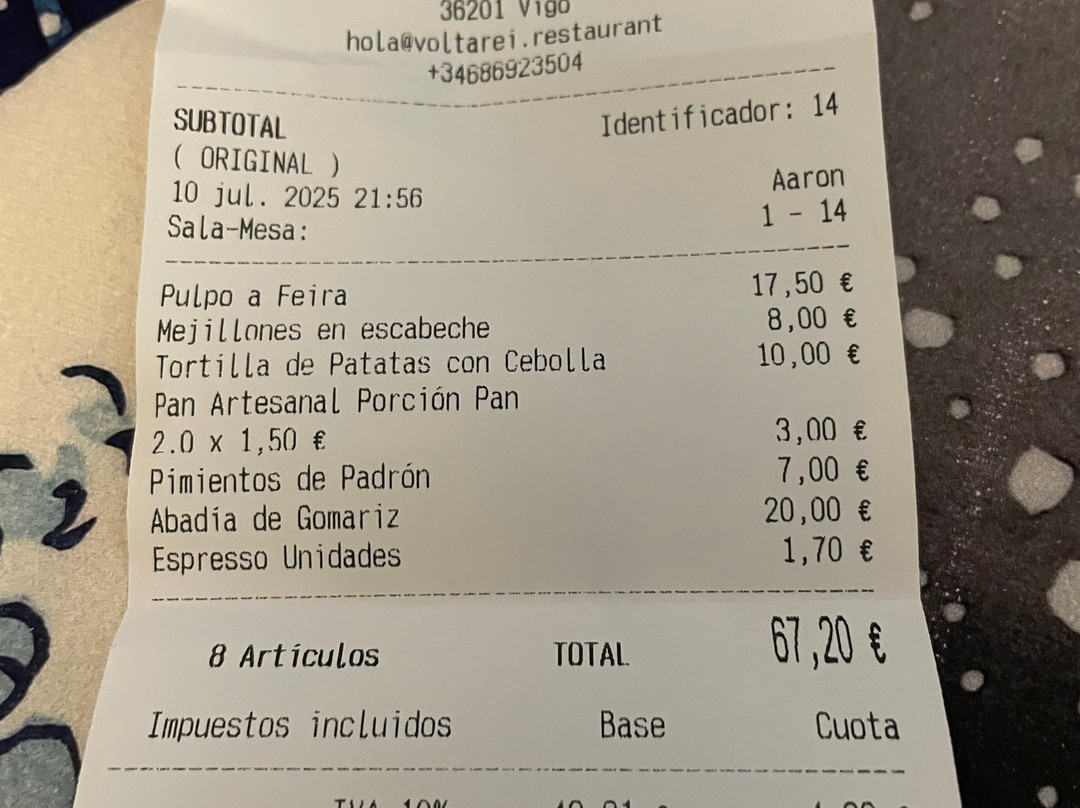 36201 Vigo
hola@voltarei.restaurant
+34686923504
SUBTOTAL Identificador: 14
( ORIGINAL )
10 jul. 2025 21:56 Aaron
Sala-Mesa: 1 - 14
Pulpo a Feira 17,50 €
Mejillones en escabeche 8,00 €
Tortilla de Patatas con Cebolla 10,00 €
Pan Artesanal Porción Pan
2.0 x 1,50 € 3,00 €
Pimientos de Padrón 7,00 €
Abadía de Gomariz 20,00 €
Espresso Unidades 1,70 €
8 Artículos TOTAL 67,20 €
Impuestos incluidos Base Cuota
IVA 10%